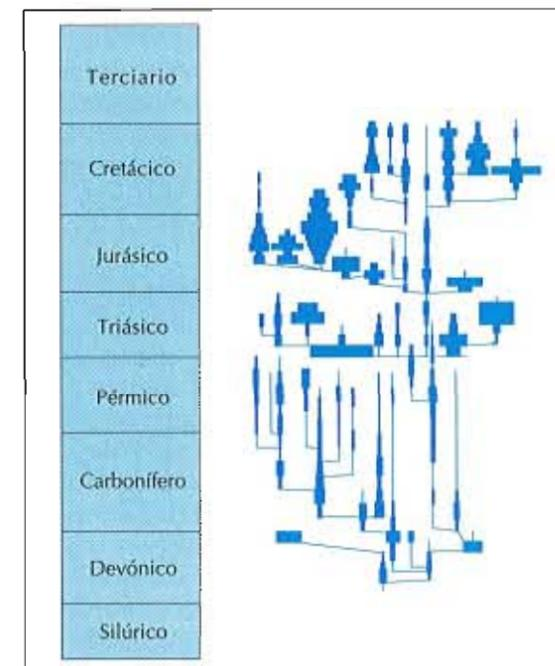 Terciario
Cretácico
Jurásico
Triásico
Pérmico
Carbonífero
Devónico
Silúrico